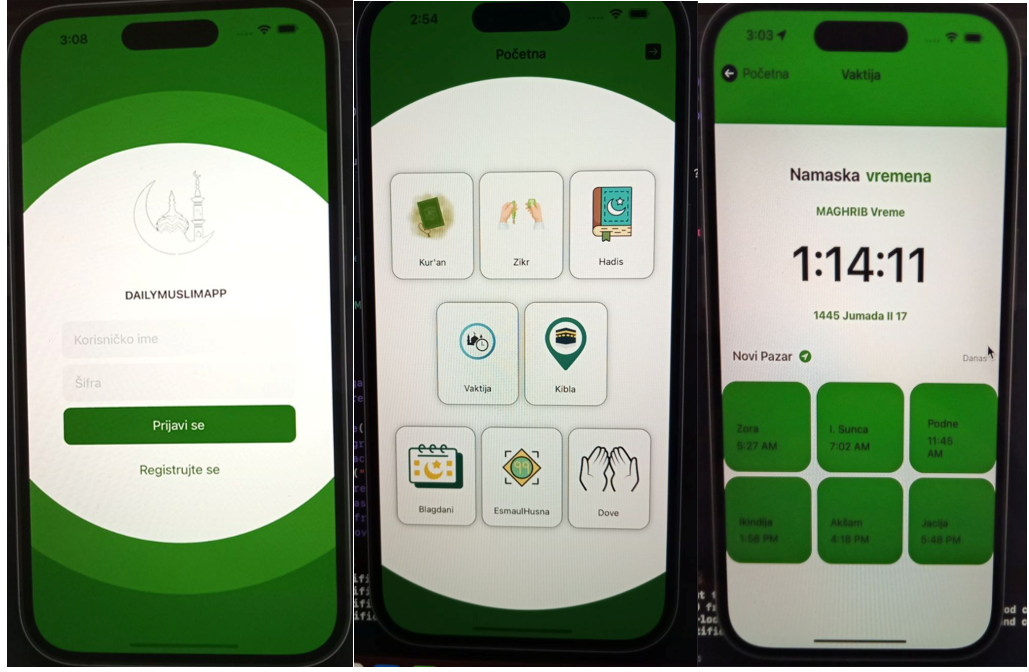 3:08
DAILYMUSLIMAPP
Korisničko ime
Šifra
Prijavi se
Registrujte se
2:54
Početna
Kur'an
Zikr
Hadis
Vaktija
Kibla
Blagdani
EsmaulHusna
99
Dove
3:03
Početna
Vaktija
Namaska vremena
MAGHRIB Vreme
1:14:11
1445 Jumada II 17
Novi Pazar
Danas
Zora
5:27 AM
I. Sunca
7:02 AM
Podne
11:45
AM
Ikindija
1:58 PM
Akšam
4:18 PM
Jacija
5:48 PM